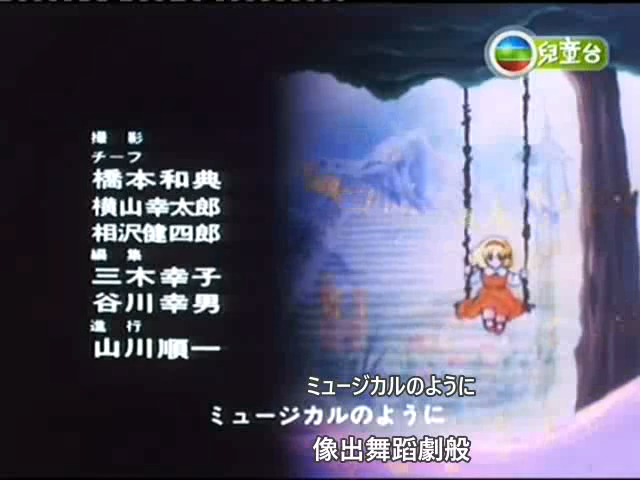 兒童台
撮影
チーフ
橋本和典
横山幸太郎
相沢健四郎
編集
三木幸子
谷川幸男
進行
山川順一
ミュージカルのように
ミュージカルのように
像出舞蹈劇般